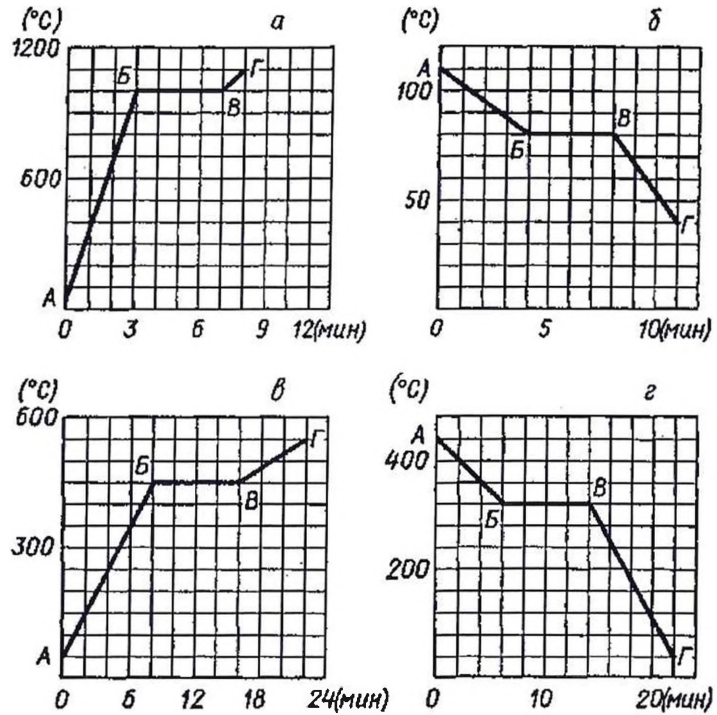 (°С) а
1200
Б Г
В
600
А
0 3 6 9 12(мин)
(°С) б
А
100
В
Б
50
Г
0 5 10(мин)
(°С) в
600
Г
Б
В
300
А
0 6 12 18 24(мин)
(°С) г
А
400
В
Б
200
Г
0 10 20(мин)